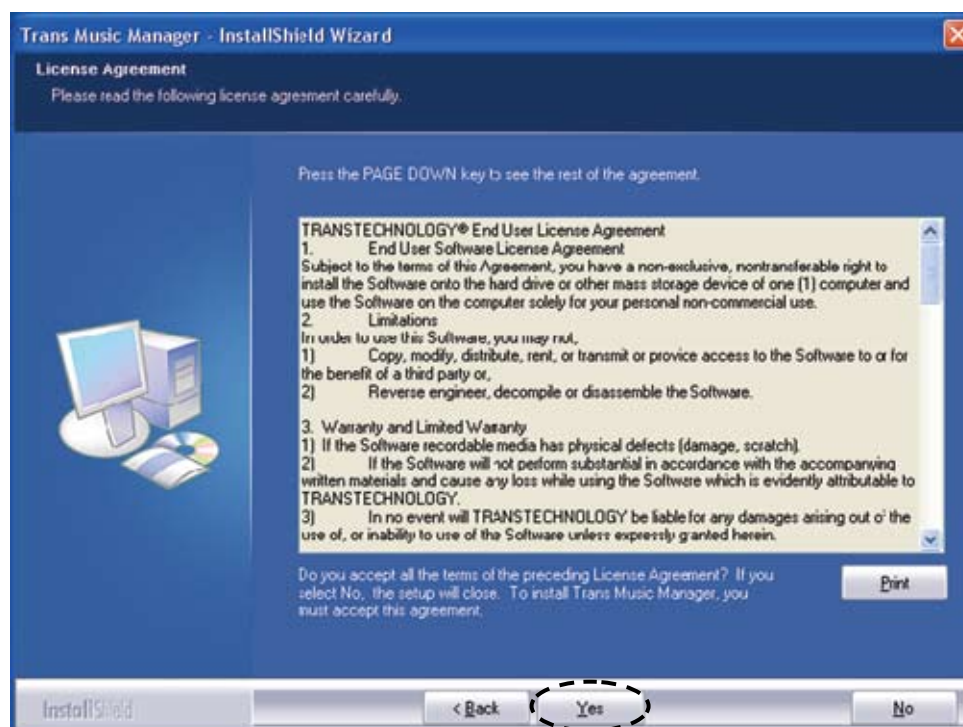 Trans Music Manager - InstallShield Wizard
License Agreement
Please read the following license agreement carefully.
Press the PAGE DOWN key to see the rest of the agreement.
TRANSTECHNOLOGY® End User License Agreement
1. End User Software License Agreement
Subject to the terms of this Agreement, you have a non-exclusive, nontransferable right to
install the Software onto the hard drive or other mass storage device of one (1) computer and
use the Software on the computer solely for your personal non-commercial use.
2. Limitations
In order to use this Software, you may not,
1) Copy, modify, distribute, rent, or transmit or provice access to the Software to or for
the benefit of a third party or,
2) Reverse engineer, decompile or disassemble the Software.
3. Warranty and Limited Warranty
1) If the Software recordable media has physical defects (damage, scratch).
2) If the Software will not perform substantial in accordance with the accompanying
written materials and cause any loss while using the Software which is evidently attributable to
TRANSTECHNOLOGY.
3) In no event will TRANSTECHNOLOGY be liable for any damages arising out of the
use of, or inability to use of the Software unless expressly granted herein.
Do you accept all the terms of the preceding License Agreement? If you
select No, the setup will close. To install Trans Music Manager, you
must accept this agreement.
Print
InstallShield
< Back
Yes
No